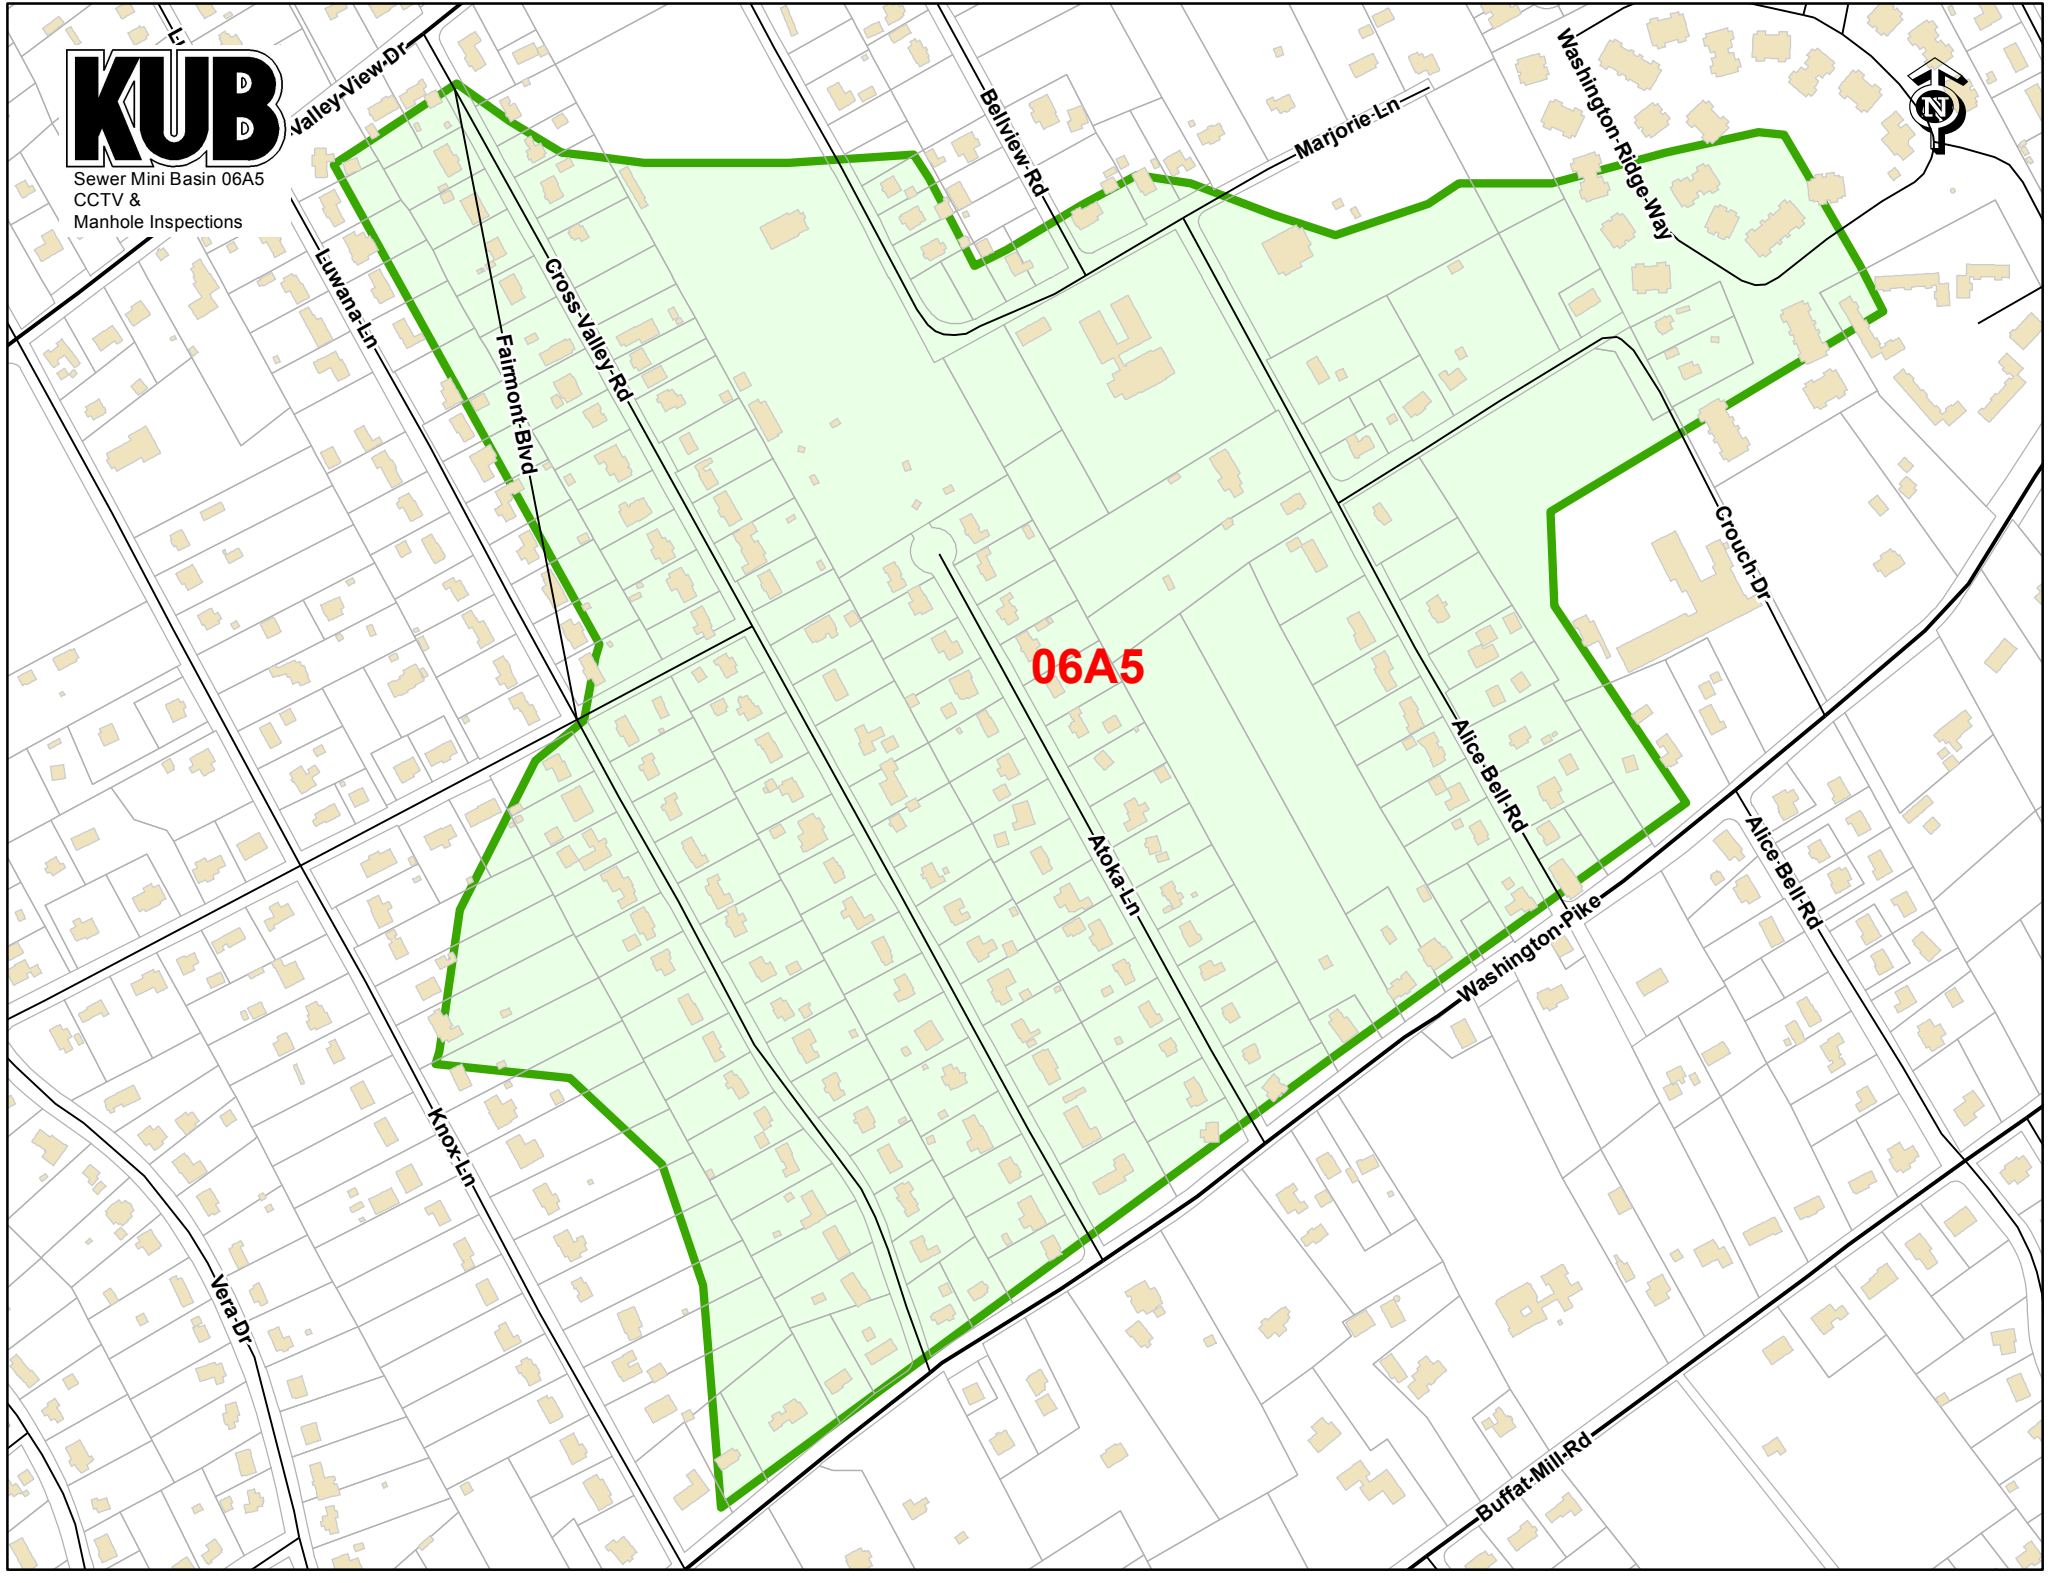 KUB
Sewer Mini Basin 06A5
CCTV &
Manhole Inspections
Valley-View-Dr
Bellview-Rd
Marjorie-Ln
Washington-Ridge-Way
N
Luwana-Ln
Cross-Valley-Rd
Fairmont-Blvd
Crouch-Dr
06A5
Alice-Bell-Rd
Atoka-Ln
Alice-Bell-Rd
Washington-Pike
Knox-Ln
Vera-Dr
Buffat-Mill-Rd